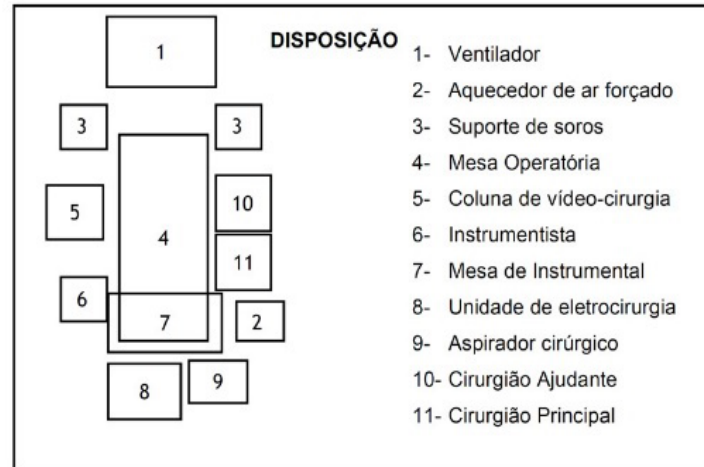 DISPOSIÇÃO
1- Ventilador
2- Aquecedor de ar forçado
3- Suporte de soros
4- Mesa Operatória
5- Coluna de vídeo-cirurgia
6- Instrumentista
7- Mesa de Instrumental
8- Unidade de eletrocirurgia
9- Aspirador cirúrgico
10- Cirurgião Ajudante
11- Cirurgião Principal
1
3 3
5 4 10
11
6 7 2
8 9